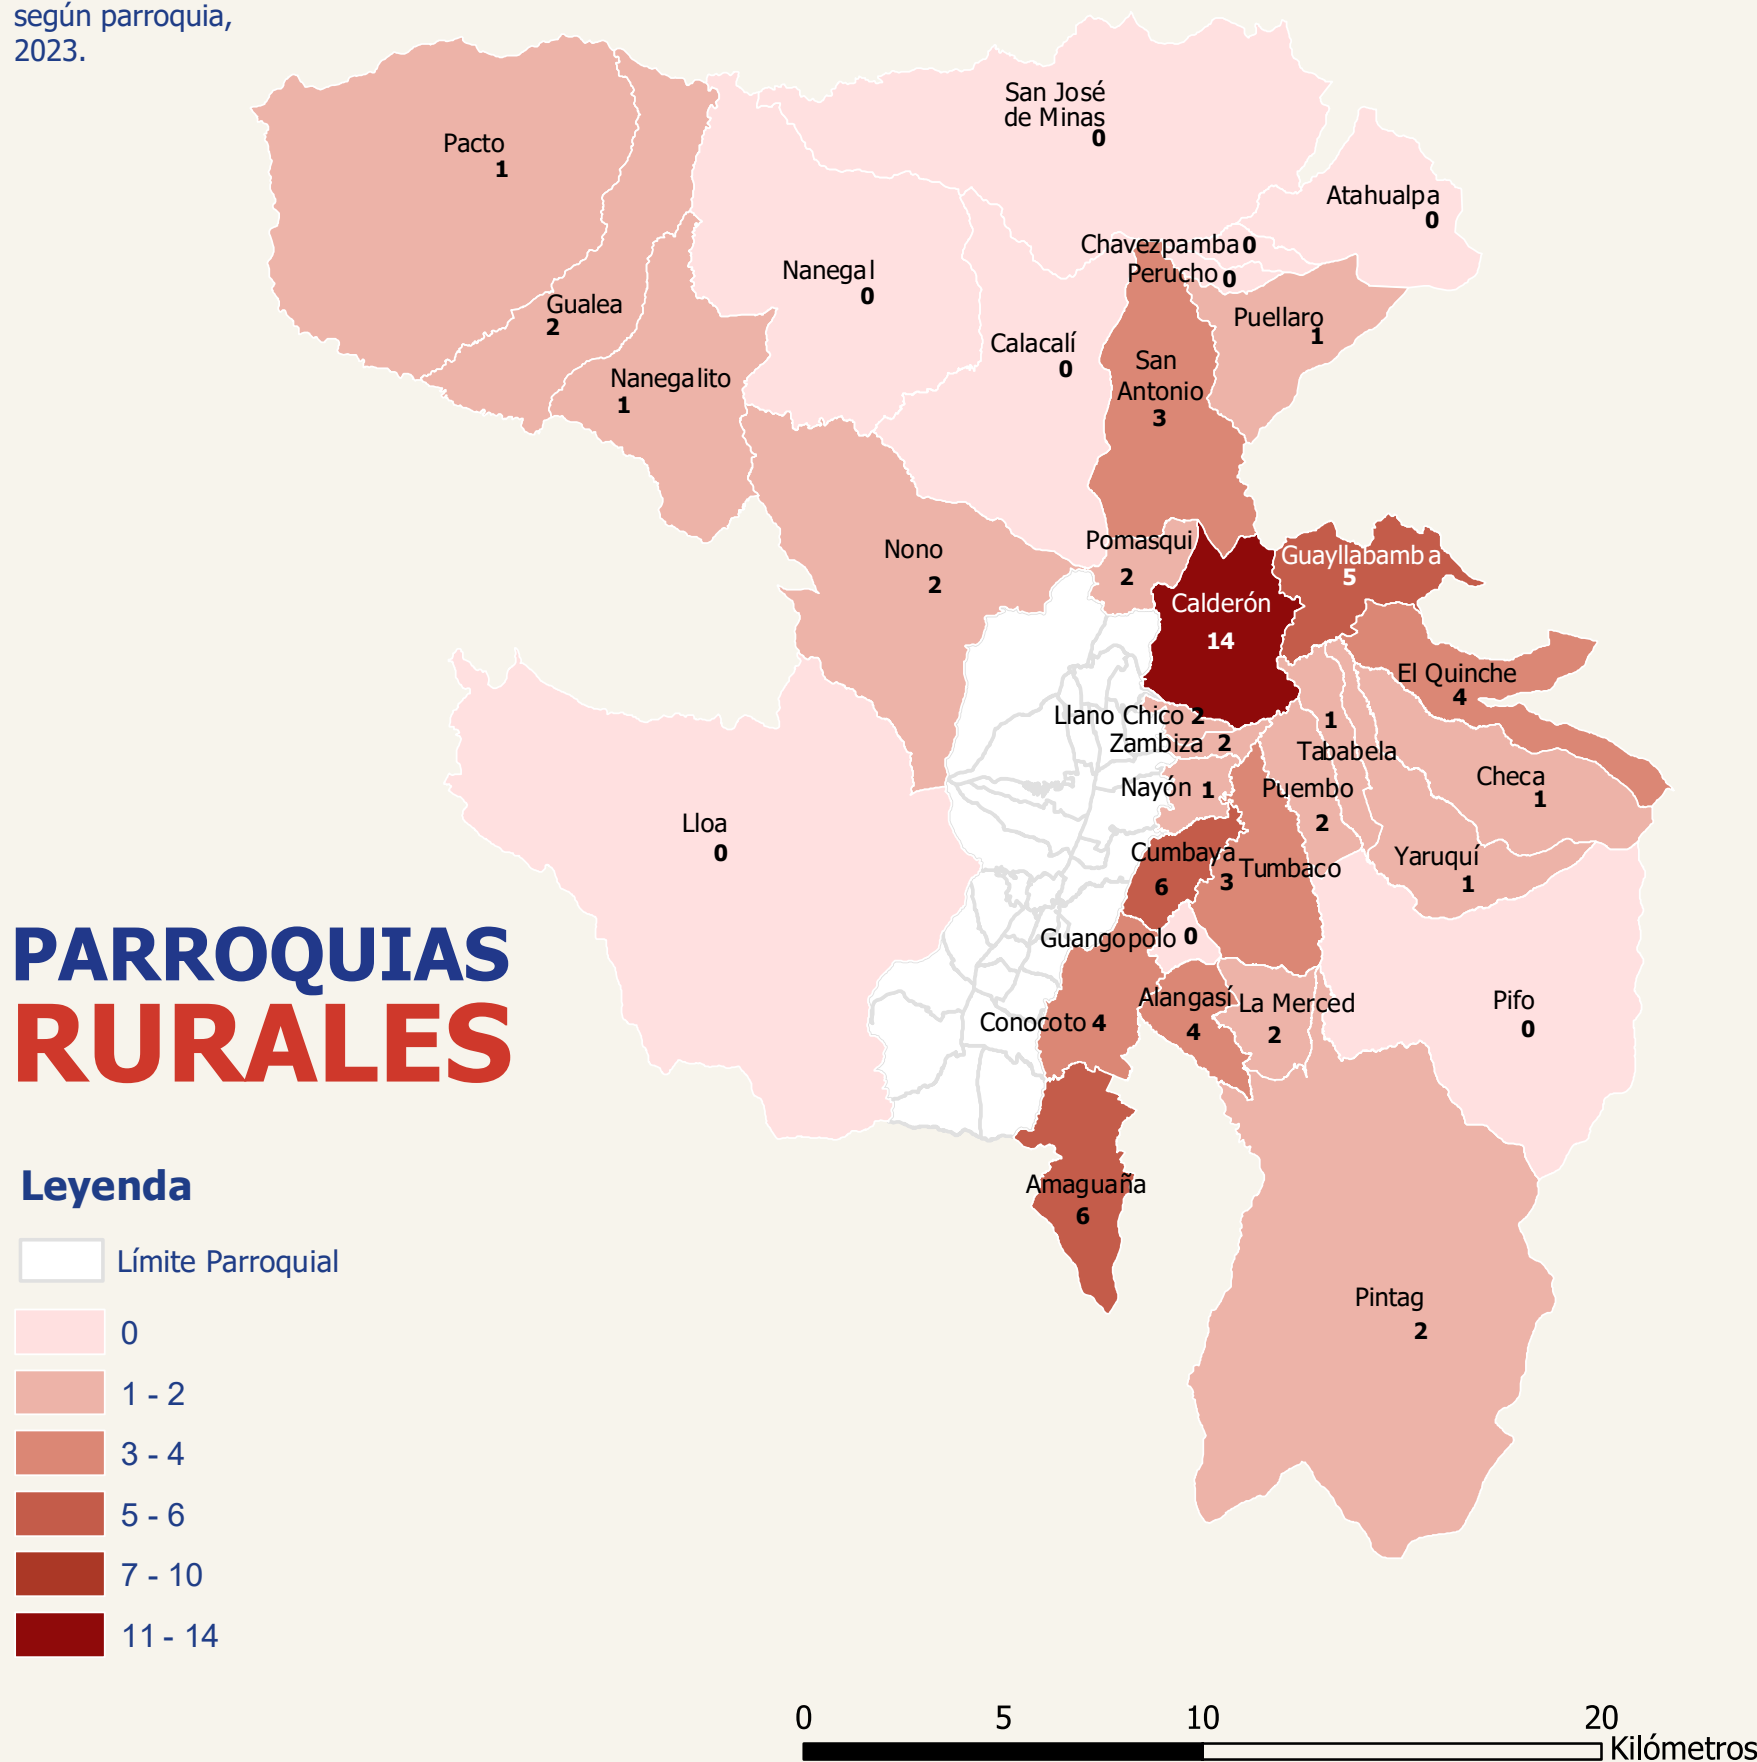 según parroquia,
2023.
San José
de Minas
0
Pacto
1
Atahualpa
0
Chavezpamba 0
Perucho 0
Nanegal
0
Gualea
2
Puellaro
1
Calacalí
0
San
Antonio
3
Nanegalito
1
Pomasqui
2
Nono
2
Guayllabamba
5
Calderón
14
El Quinche
4
Llano Chico 2
1
Tababela
Zambiza 2
Checa
1
Nayón 1
Puembo
2
Lloa
0
Cumbaya
6
Tumbaco
3
Yaruquí
1
Guangopolo 0
PARROQUIAS
RURALES
Alangasí
4
La Merced
2
Pifo
0
Conocoto 4
Amaguaña
6
Pintag
2
Leyenda
Límite Parroquial
0
1 - 2
3 - 4
5 - 6
7 - 10
11 - 14
0 5 10 20
Kilómetros